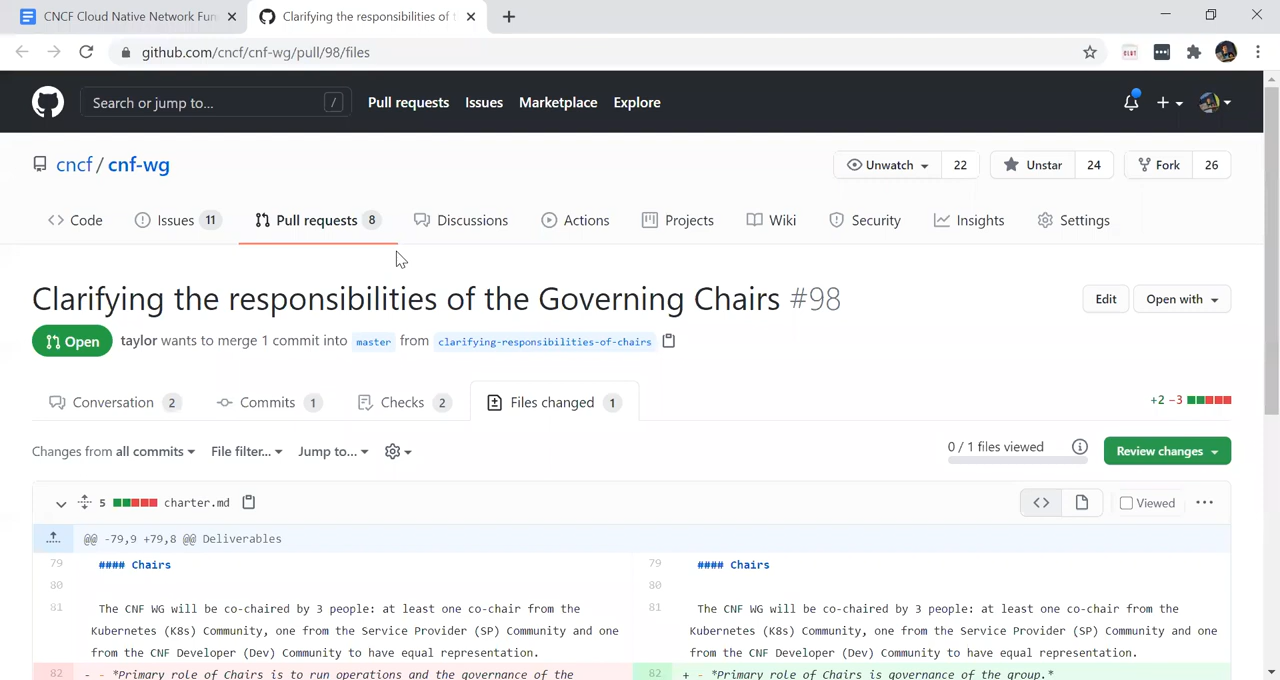 CNCF Cloud Native Network Fun
Clarifying the responsibilities of t
github.com/cncf/cnf-wg/pull/98/files
Search or jump to...
/
Pull requests
Issues
Marketplace
Explore
cncf / cnf-wg
Unwatch
22
Unstar
24
Fork
26
Code
Issues 11
Pull requests 8
Discussions
Actions
Projects
Wiki
Security
Insights
Settings
Clarifying the responsibilities of the Governing Chairs #98
Edit
Open with
Open
taylor wants to merge 1 commit into master from clarifying-responsibilities-of-chairs
Conversation 2
Commits 1
Checks 2
Files changed 1
+2 −3
Changes from all commits
File filter...
Jump to...
0 / 1 files viewed
Review changes
5
charter.md
<>
Viewed
...
@@ -79,9 +79,8 @@ Deliverables
79 #### Chairs
80
81 The CNF WG will be co-chaired by 3 people: at least one co-chair from the
Kubernetes (K8s) Community, one from the Service Provider (SP) Community and one
from the CNF Developer (Dev) Community to have equal representation.
82 - - *Primary role of Chairs is to run operations and the governance of the
79 #### Chairs
80
81 The CNF WG will be co-chaired by 3 people: at least one co-chair from the
Kubernetes (K8s) Community, one from the Service Provider (SP) Community and one
from the CNF Developer (Dev) Community to have equal representation.
82 + - *Primary role of Chairs is governance of the group.*